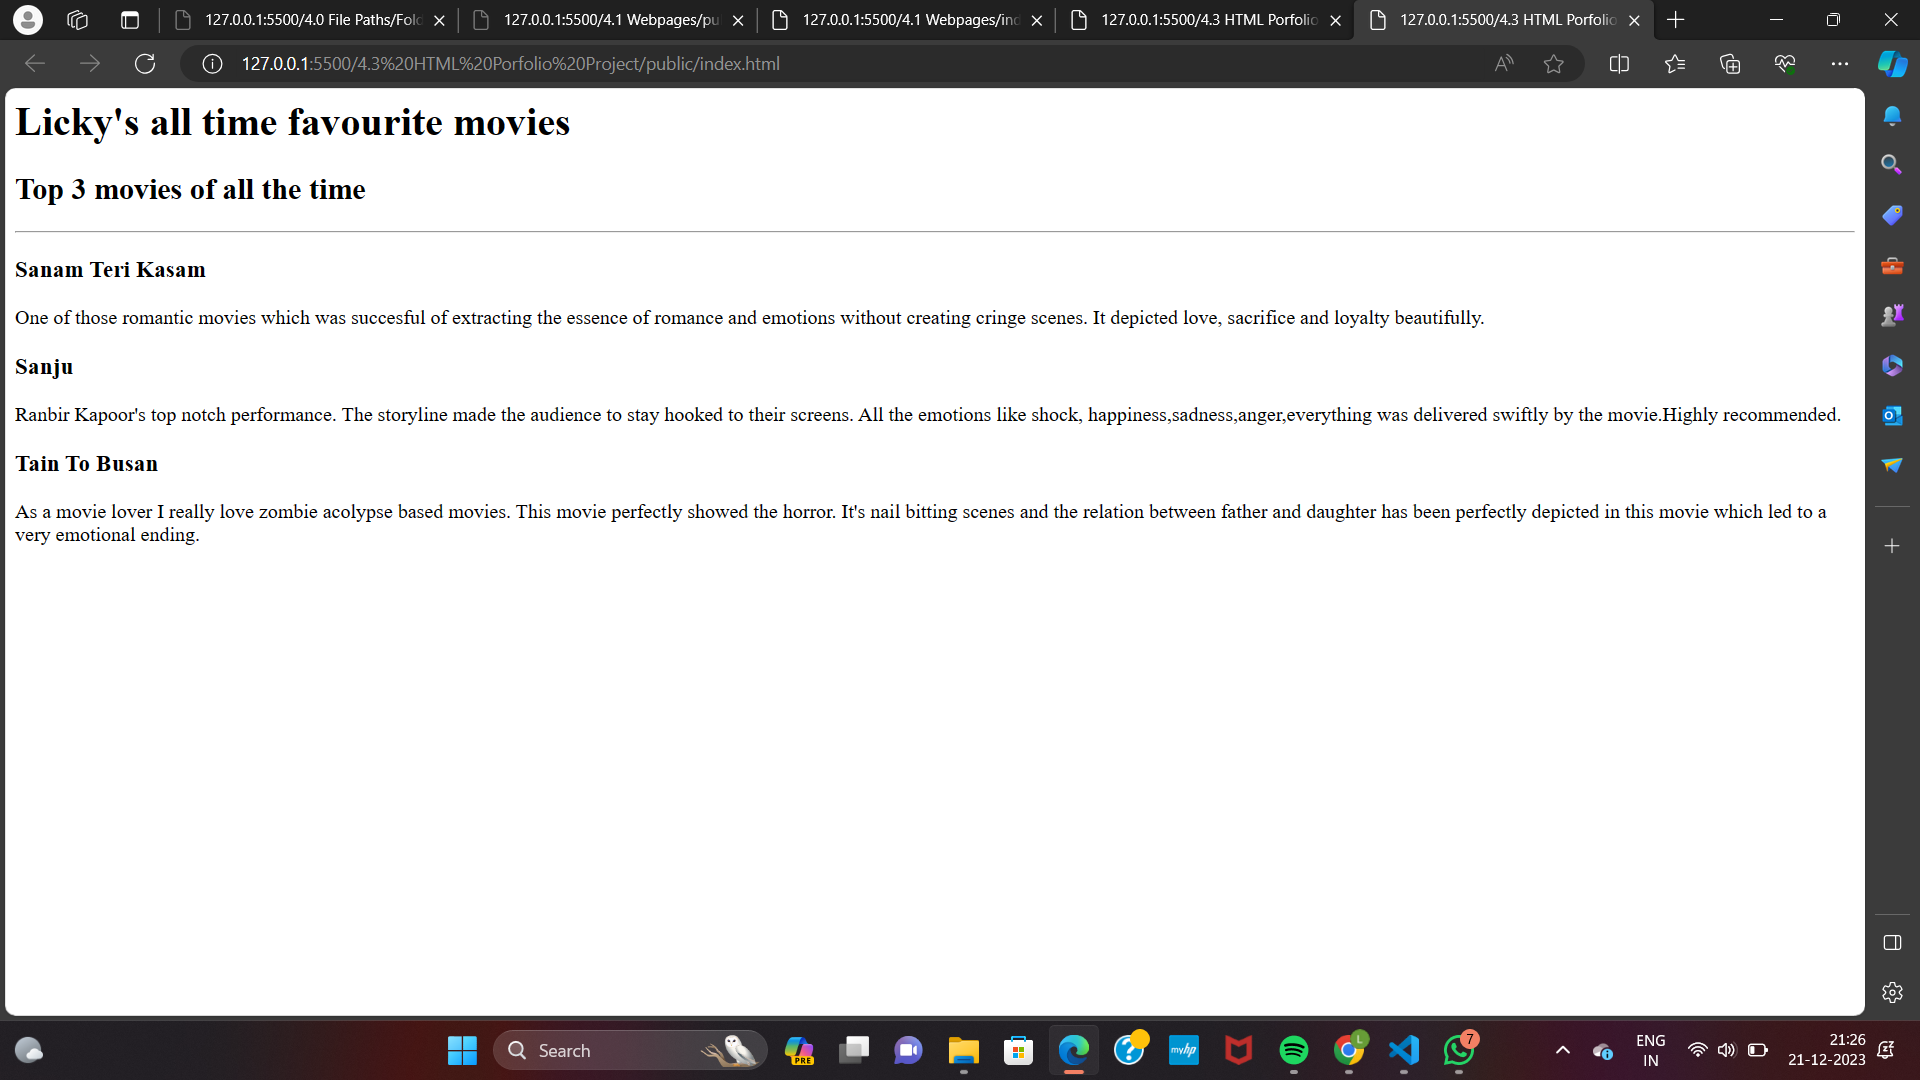 127.0.0.1:5500/4.0 File Paths/Fold
127.0.0.1:5500/4.1 Webpages/pu
127.0.0.1:5500/4.1 Webpages/ind
127.0.0.1:5500/4.3 HTML Porfolio
127.0.0.1:5500/4.3 HTML Porfolio
127.0.0.1:5500/4.3%20HTML%20Porfolio%20Project/public/index.html
Licky's all time favourite movies
Top 3 movies of all the time
Sanam Teri Kasam
One of those romantic movies which was succesful of extracting the essence of romance and emotions without creating cringe scenes. It depicted love, sacrifice and loyalty beautifully.
Sanju
Ranbir Kapoor's top notch performance. The storyline made the audience to stay hooked to their screens. All the emotions like shock, happiness,sadness,anger,everything was delivered swiftly by the movie.Highly recommended.
Tain To Busan
As a movie lover I really love zombie acolypse based movies. This movie perfectly showed the horror. It's nail bitting scenes and the relation between father and daughter has been perfectly depicted in this movie which led to a
very emotional ending.
Search
PRE
myhp
L
7
ENG
IN
21:26
21-12-2023